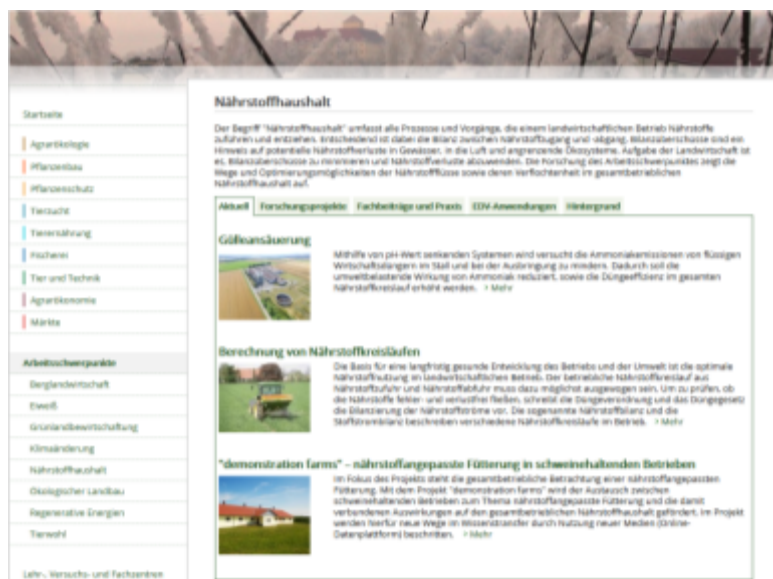 Startseite
Agrarökologie
Pflanzenbau
Pflanzenschutz
Tierzucht
Tierernährung
Fischerei
Tier und Technik
Agrarökonomie
Märkte
Arbeitsschwerpunkte
Berglandwirtschaft
Eiweiß
Grünlandbewirtschaftung
Klimaänderung
Nährstoffhaushalt
Ökologischer Landbau
Regenerative Energien
Tierwohl
Lehr-, Versuchs- und Fachzentren
Nährstoffhaushalt
Der Begriff "Nährstoffhaushalt" umfasst alle Prozesse und Vorgänge, die einem landwirtschaftlichen Betrieb Nährstoffe
zuführen und entziehen. Entscheidend ist dabei die Bilanz zwischen Nährstoffzugang und -abgang. Bilanzüberschüsse sind ein
Hinweis auf potentielle Nährstoffverluste in Gewässer, in die Luft und angrenzende Ökosysteme. Aufgabe der Landwirtschaft ist
es, Bilanzüberschüsse zu minimieren und Nährstoffverluste abzuwenden. Die Forschung des Arbeitsschwerpunktes zeigt die
Wege und Optimierungsmöglichkeiten der Nährstoffflüsse sowie deren Verflochtenheit im gesamtbetrieblichen
Nährstoffhaushalt auf.
Aktuell Forschungsprojekte Fachbeiträge und Praxis EDV-Anwendungen Hintergrund
Gülleansäuerung
Mithilfe von pH-Wert senkenden Systemen wird versucht die Ammoniakemissionen von flüssigen
Wirtschaftsdüngern im Stall und bei der Ausbringung zu mindern. Dadurch soll die
umweltbelastende Wirkung von Ammoniak reduziert, sowie die Düngeeffizienz im gesamten
Nährstoffkreislauf erhöht werden. > Mehr
Berechnung von Nährstoffkreisläufen
Die Basis für eine langfristig gesunde Entwicklung des Betriebs und der Umwelt ist die optimale
Nährstoffnutzung im landwirtschaftlichen Betrieb. Der betriebliche Nährstoffkreislauf aus
Nährstoffzufuhr und Nährstoffabfuhr muss dazu möglichst ausgewogen sein. Um zu prüfen, ob
die Nährstoffe fehler- und verlustfrei fließen, schreibt die Düngeverordnung und das Düngegesetz
die Bilanzierung der Nährstoffströme vor. Die sogenannte Nährstoffbilanz und die
Stoffstrombilanz beschreiben verschiedene Nährstoffkreisläufe im Betrieb. > Mehr
"demonstration farms" – nährstoffangepasste Fütterung in schweinehaltenden Betrieben
Im Fokus des Projekts steht die gesamtbetriebliche Betrachtung einer nährstoffangepassten
Fütterung. Mit dem Projekt "demonstration farms" wird der Austausch zwischen
schweinehaltenden Betrieben zum Thema nährstoffangepasste Fütterung und die damit
verbundenen Auswirkungen auf den gesamtbetrieblichen Nährstoffhaushalt gefördert. Im Projekt
werden hierfür neue Wege im Wissenstransfer durch Nutzung neuer Medien (Online-
Datenplattform) beschritten. > Mehr